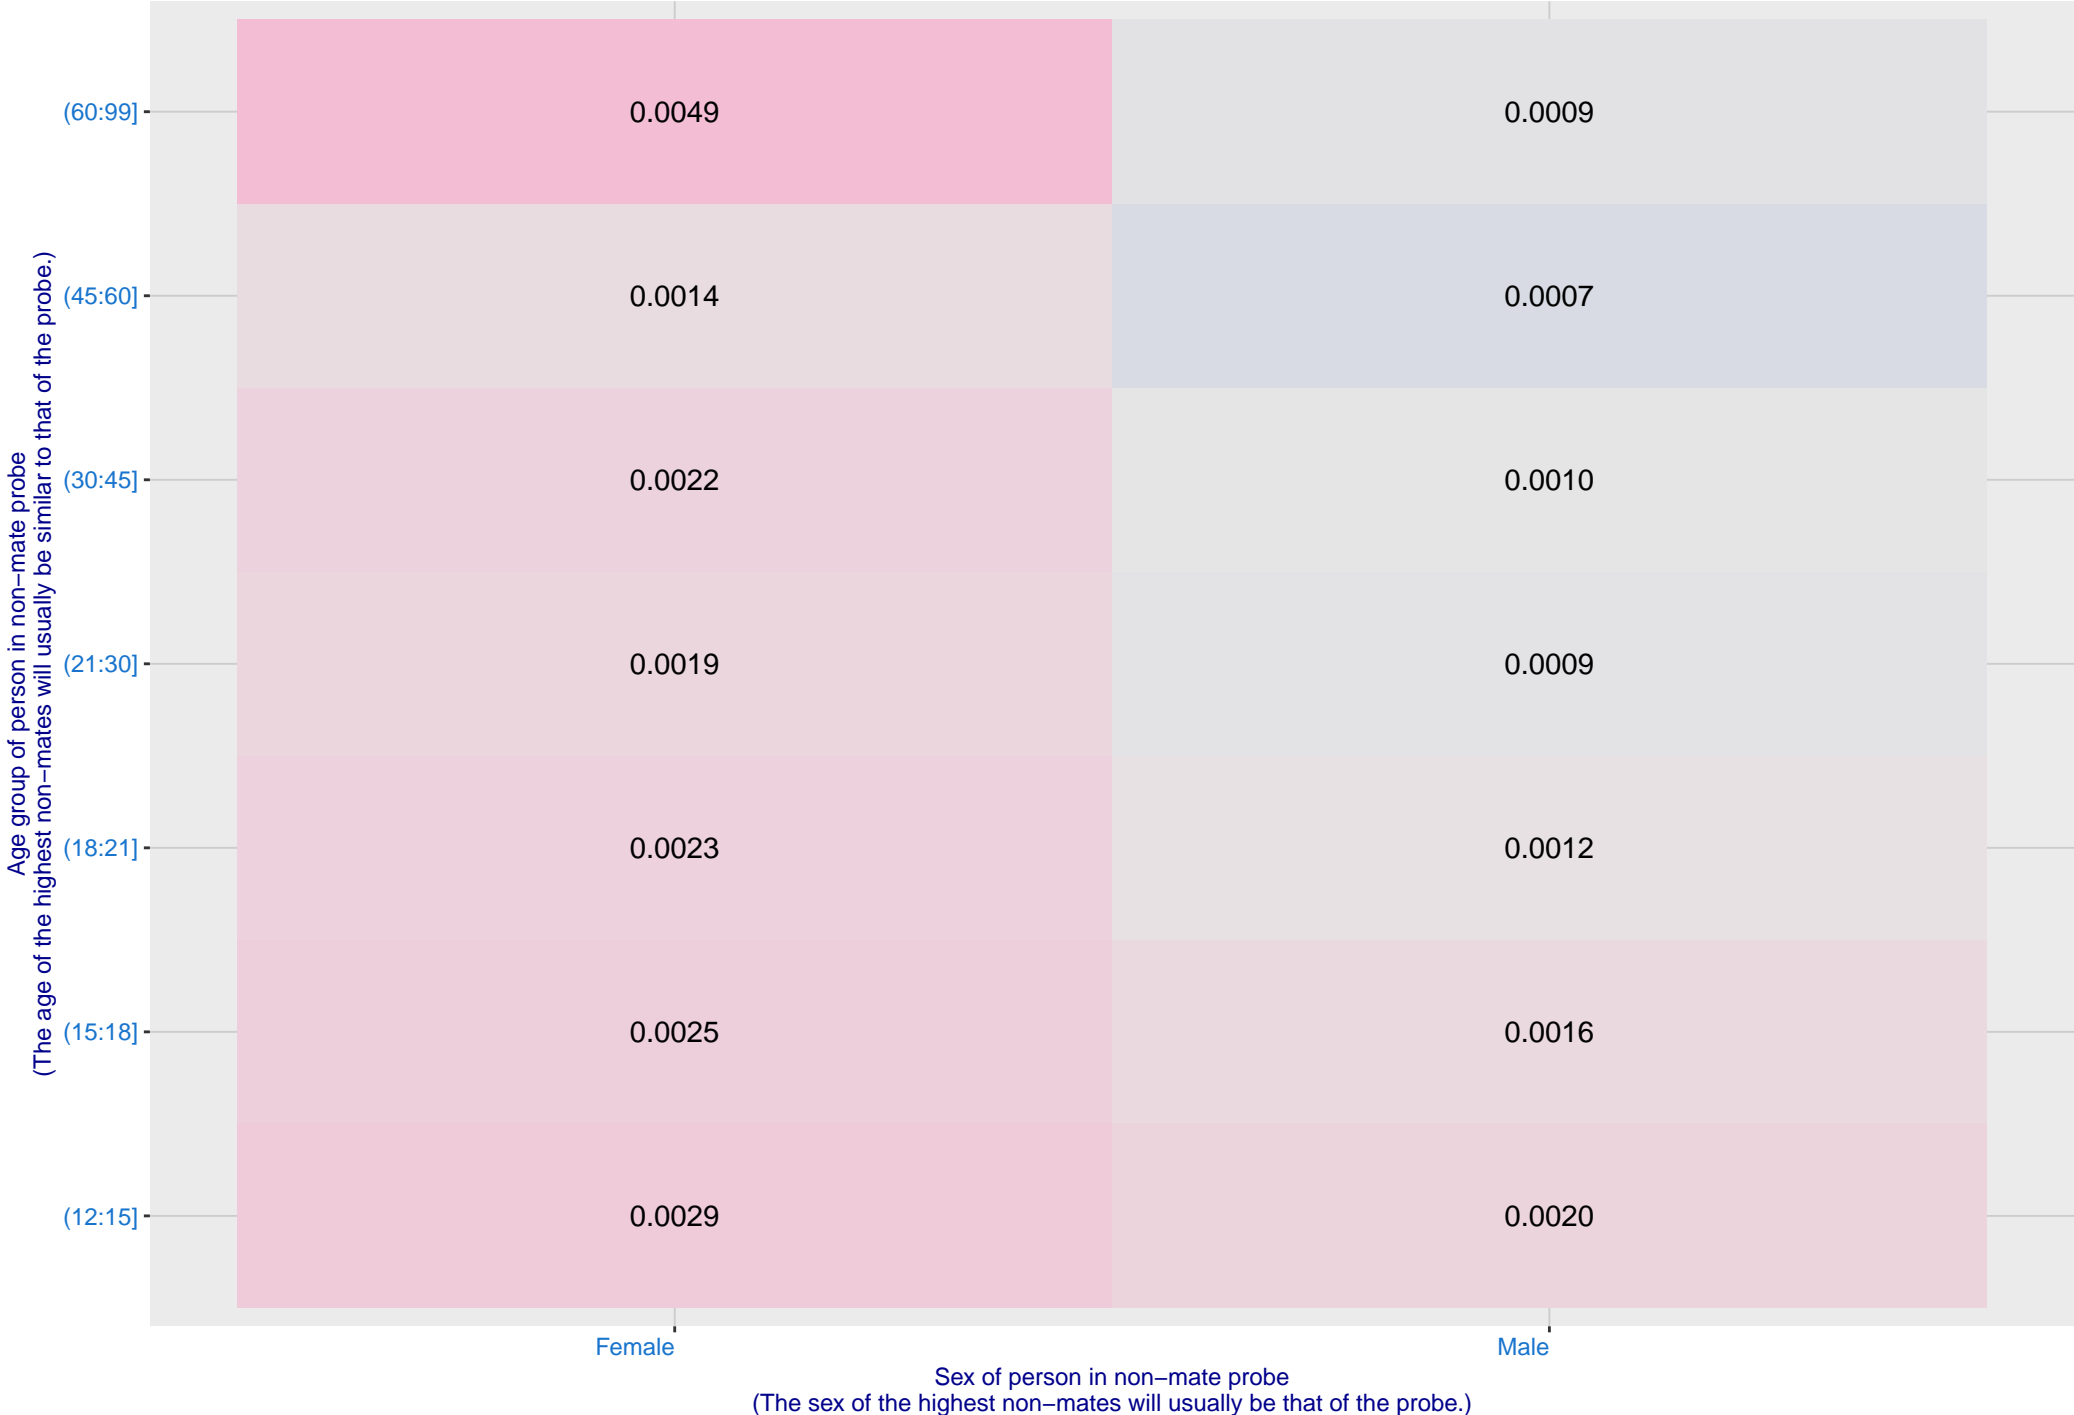 Age group of person in non−mate probe
(The age of the highest non−mates will usually be similar to that of the probe.)
(60:99] 0.0049 0.0009
(45:60] 0.0014 0.0007
(30:45] 0.0022 0.0010
(21:30] 0.0019 0.0009
(18:21] 0.0023 0.0012
(15:18] 0.0025 0.0016
(12:15] 0.0029 0.0020
Female Male
Sex of person in non−mate probe
(The sex of the highest non−mates will usually be that of the probe.)